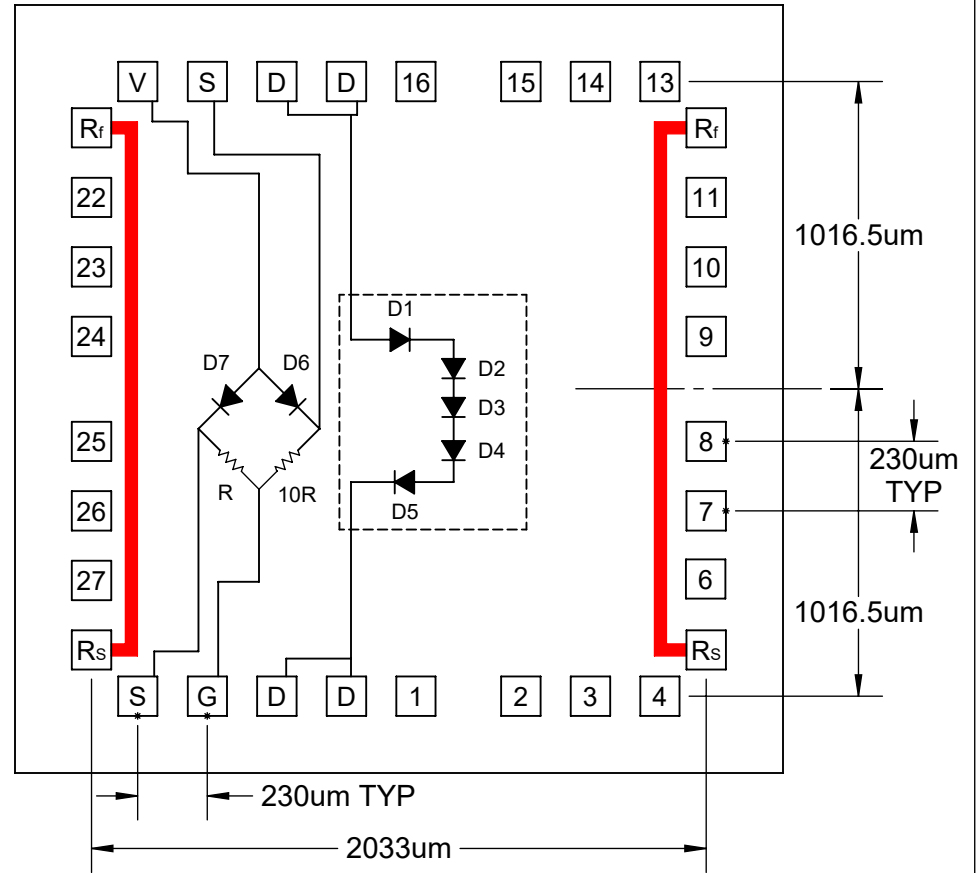 V S D D 16 15 14 13
Rf Rf
22 11
1016.5um
23 10
D1
24 9
D7 D6 D2
D3
25 D4 8
230um
TYP
R 10R D5
26 7
27 6
1016.5um
Rs Rs
S G D D 1 2 3 4
230um TYP
2033um